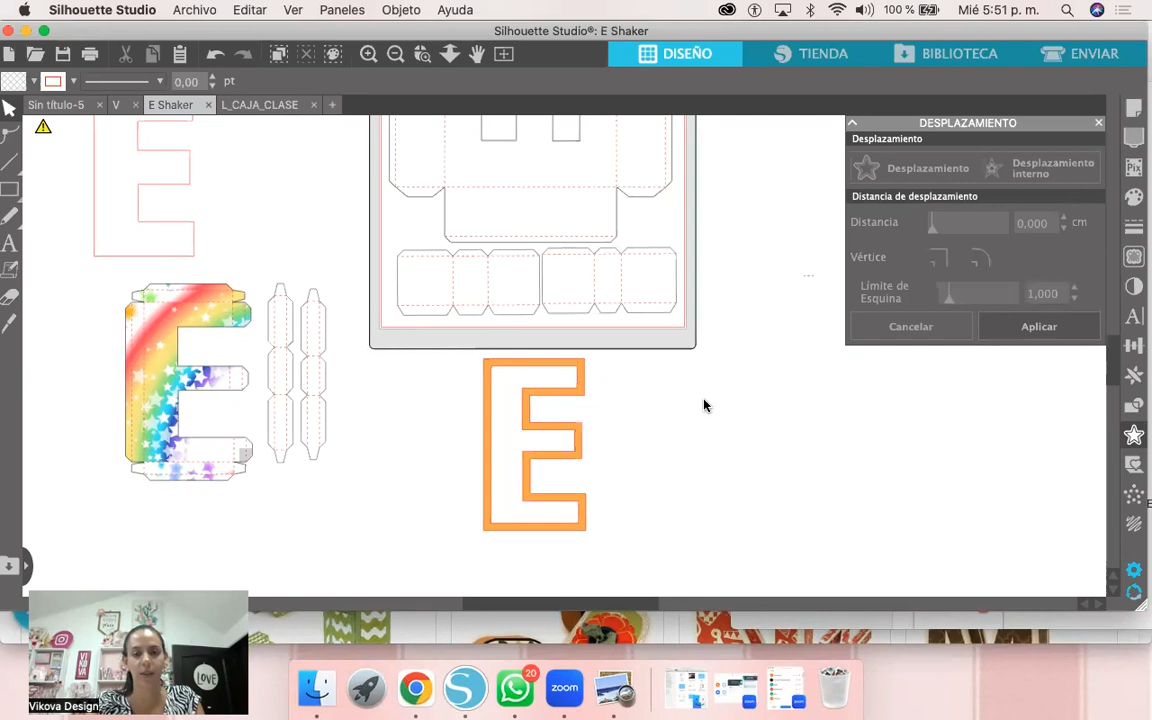 Silhouette Studio Archivo Editar Ver Paneles Objeto Ayuda 100 % Mié 5:51 p. m.
Silhouette Studio®: E Shaker
DISEÑO TIENDA BIBLIOTECA ENVIAR
0,00 pt
Sin título-5 V E Shaker L_CAJA_CLASE
DESPLAZAMIENTO
Desplazamiento
Desplazamiento Desplazamiento interno
Distancia de desplazamiento
Distancia 0,000 cm
Vértice
Límite de Esquina 1,000
Cancelar Aplicar
E
E
E
VIKOVA
LOVE
Vikova Design
20
zoom